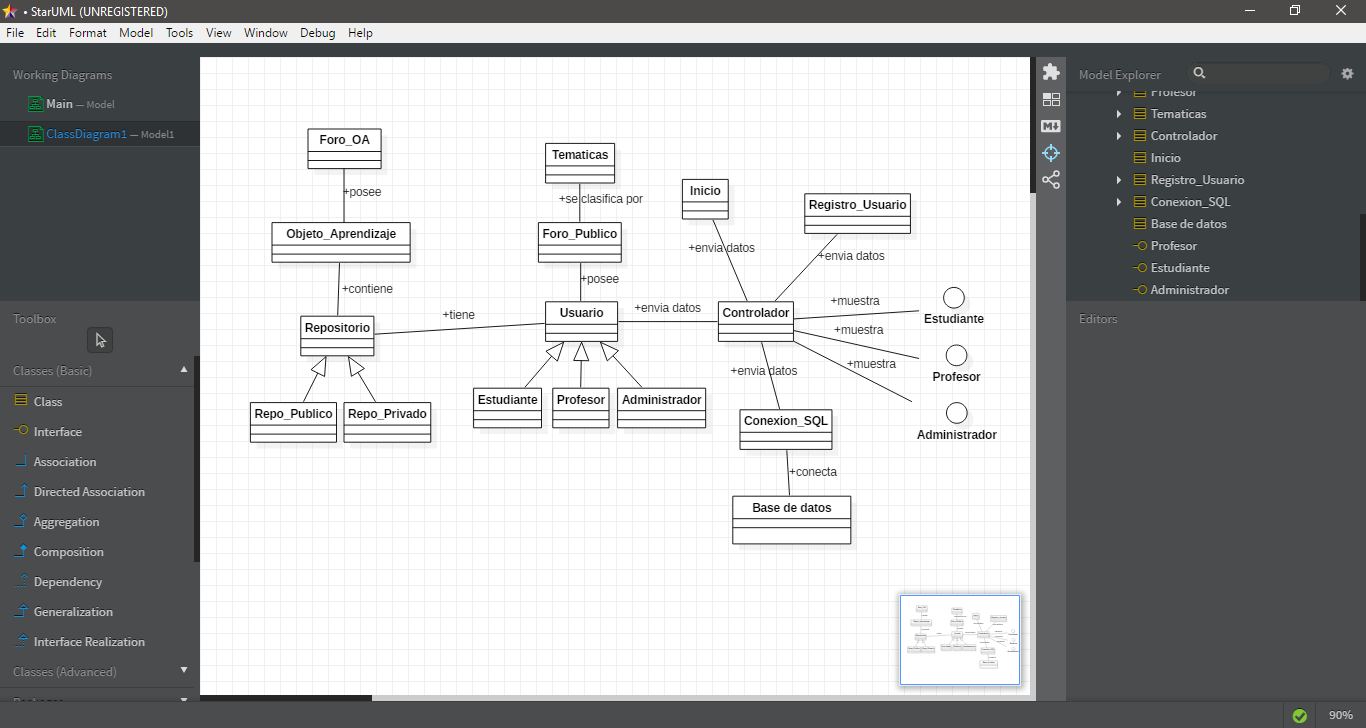 • StarUML (UNREGISTERED)
File Edit Format Model Tools View Window Debug Help
Working Diagrams
Main — Model
ClassDiagram1 — Model1
Toolbox
Classes (Basic)
Class
Interface
Association
Directed Association
Aggregation
Composition
Dependency
Generalization
Interface Realization
Classes (Advanced)
Foro_OA
+posee
Objeto_Aprendizaje
+contiene
Repositorio
Repo_Publico
Repo_Privado
+tiene
Tematicas
+se clasifica por
Foro_Publico
+posee
Usuario
Estudiante
Profesor
Administrador
+envia datos
Inicio
+envia datos
Registro_Usuario
+envia datos
Controlador
+muestra
Estudiante
+muestra
Profesor
+muestra
Administrador
+envia datos
Conexion_SQL
+conecta
Base de datos
Model Explorer
Profesor
Tematicas
Controlador
Inicio
Registro_Usuario
Conexion_SQL
Base de datos
Profesor
Estudiante
Administrador
Editors
90%